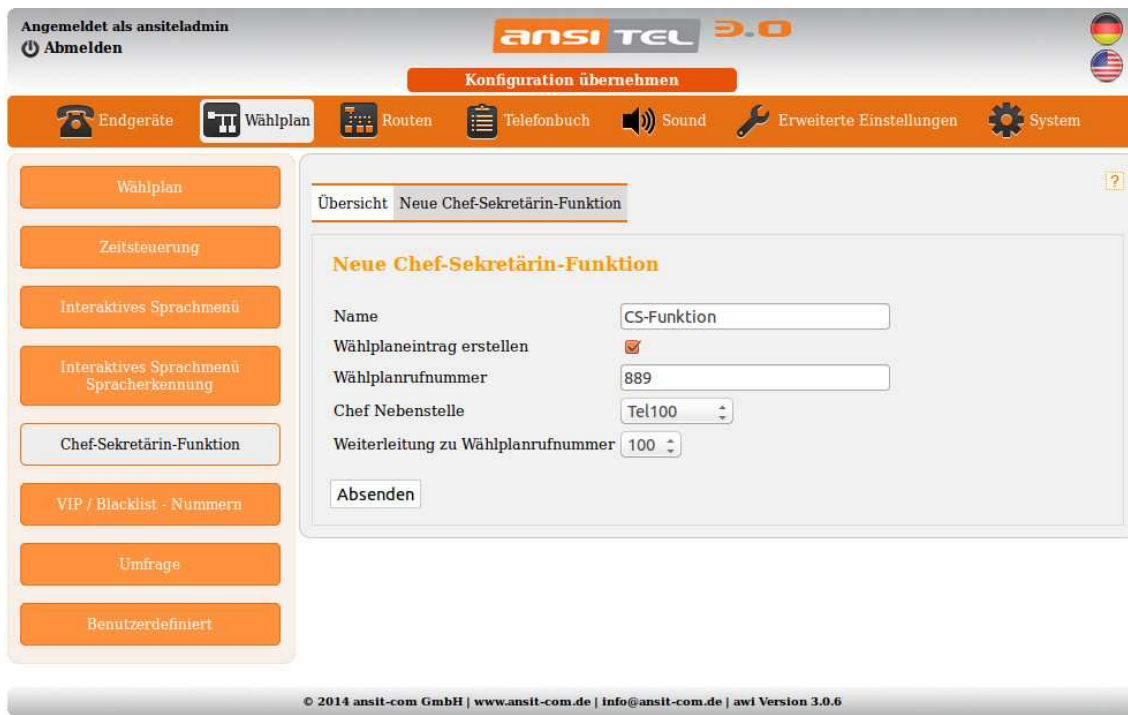 Angemeldet als ansiteladmin
Abmelden
ansi TEL 3.0
Konfiguration übernehmen
Endgeräte Wählplan Routen Telefonbuch Sound Erweiterte Einstellungen System
Wählplan
Zeitsteuerung
Interaktives Sprachmenü
Interaktives Sprachmenü
Spracherkennung
Chef-Sekretärin-Funktion
VIP / Blacklist - Nummern
Umfrage
Benutzerdefiniert
?
Übersicht Neue Chef-Sekretärin-Funktion
Neue Chef-Sekretärin-Funktion
Name CS-Funktion
Wählplaneintrag erstellen
Wählplanrufnummer 889
Chef Nebenstelle Tel100
Weiterleitung zu Wählplanrufnummer 100
Absenden
© 2014 ansit-com GmbH | www.ansit-com.de | info@ansit-com.de | awi Version 3.0.6